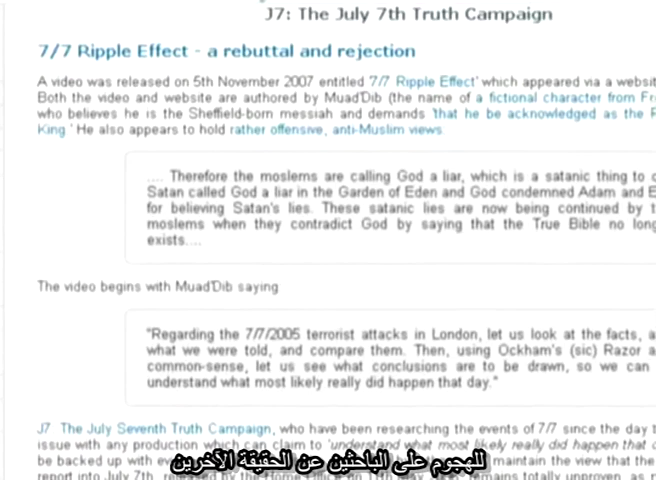 J7: The July 7th Truth Campaign
7/7 Ripple Effect - a rebuttal and rejection
A video was released on 5th November 2007 entitled '7/7 Ripple Effect' which appeared via a websit
Both the video and website are authored by Muad'Dib (the name of a fictional character from Fr
who believes he is the Sheffield-born messiah and demands 'that he be acknowledged as the
King.' He also appears to hold rather offensive, anti-Muslim views
.... Therefore the moslems are calling God a liar, which is a satanic thing to
Satan called God a liar in the Garden of Eden and God condemned Adam and E
for believing Satan's lies. These satanic lies are now being continued by t
moslems when they contradict God by saying that the True Bible no long
exists....
The video begins with Muad'Dib saying
"Regarding the 7/7/2005 terrorist attacks in London, let us look at the facts, a
what we were told, and compare them. Then, using Ockham's (sic) Razor a
common-sense, let us see what conclusions are to be drawn, so we can
understand what most likely really did happen that day."
J7 The July Seventh Truth Campaign, who have been researching the events of 7/7 since the day t
issue with any production which can claim to 'understand what most likely really did happen that
be backed up with maintain the view that the
للهجوم على الباحثين عن الحقيقة الآخرين
report into July 7th, released by the Home Office on 11th remains totally unproven, as